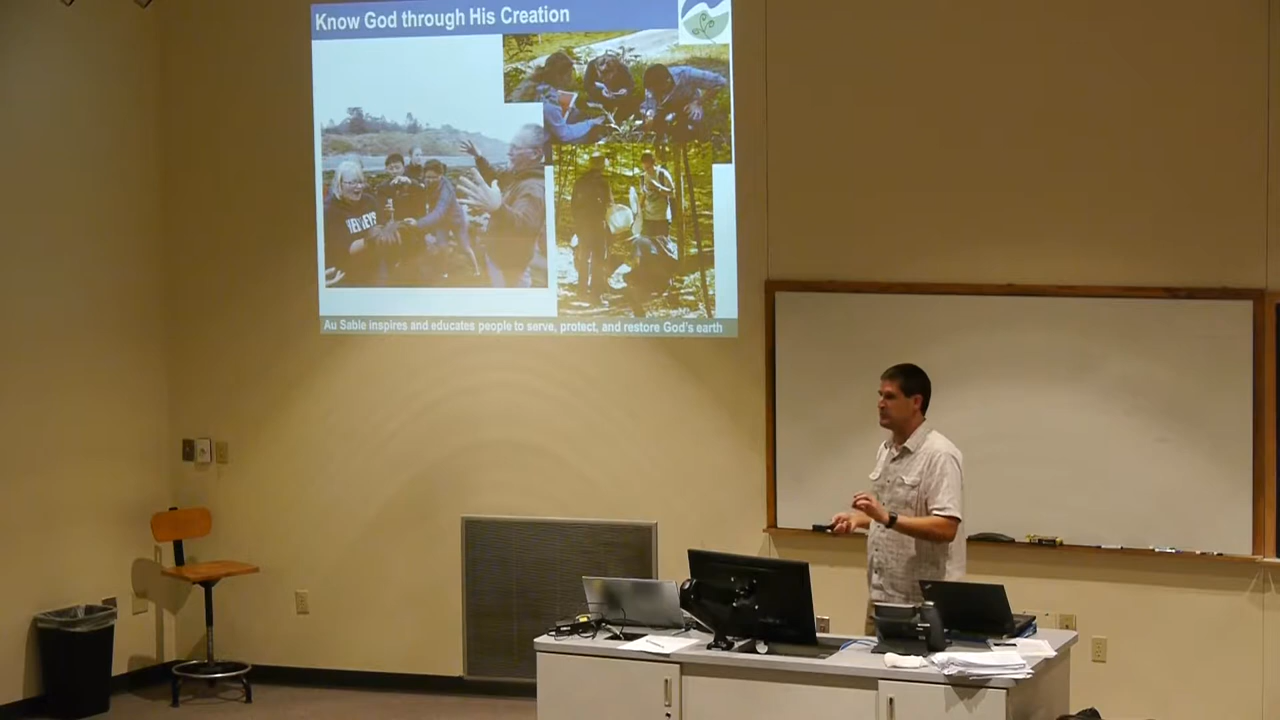 Know God through His Creation
Au Sable inspires and educates people to serve, protect, and restore God's earth